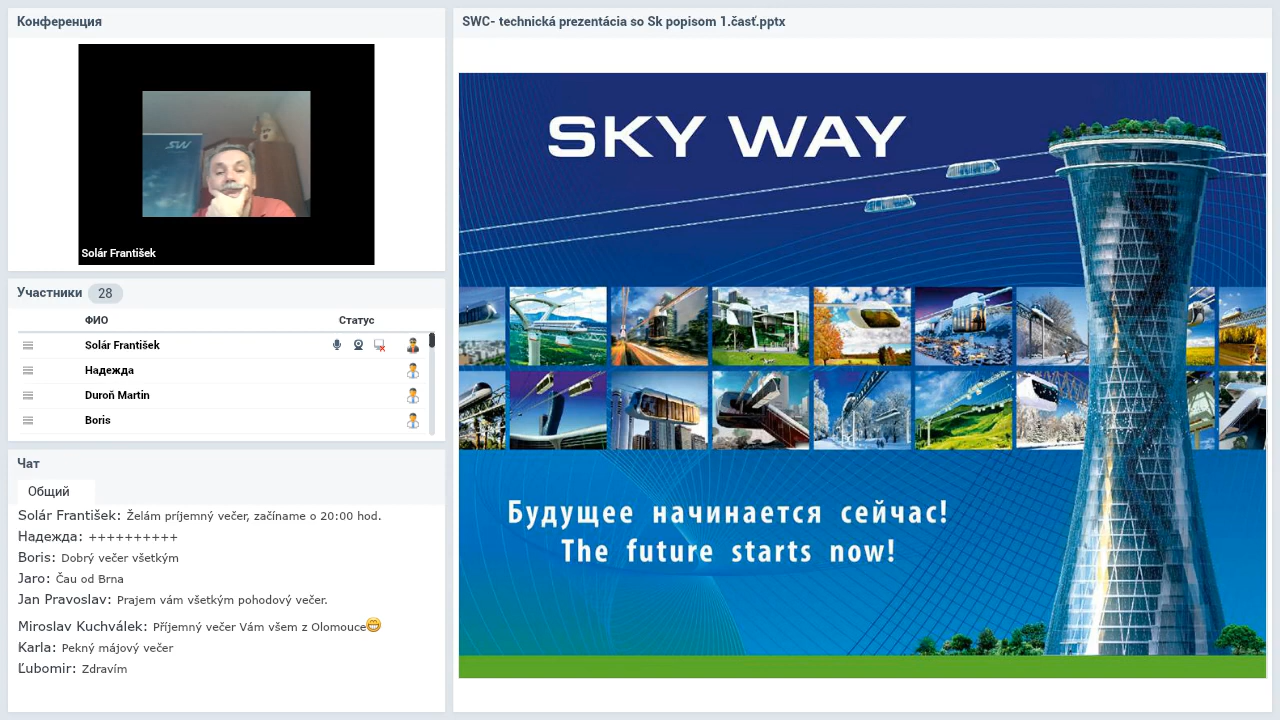 Конференция
SW
Solár František
Участники 28
ФИО Статус
Solár František
Надежда
Duroň Martin
Boris
Чат
Общий
Solár František: Želám príjemný večer, začíname o 20:00 hod.
Надежда: ++++++++++
Boris: Dobrý večer všetkým
Jaro: Čau od Brna
Jan Pravoslav: Prajem vám všetkým pohodový večer.
Miroslav Kuchválek: Příjemný večer Vám všem z Olomouce
Karla: Pekný májový večer
Ľubomir: Zdravím
SWC- technická prezentácia so Sk popisom 1.časť.pptx
SKY WAY
Будущее начинается сейчас!
The future starts now!